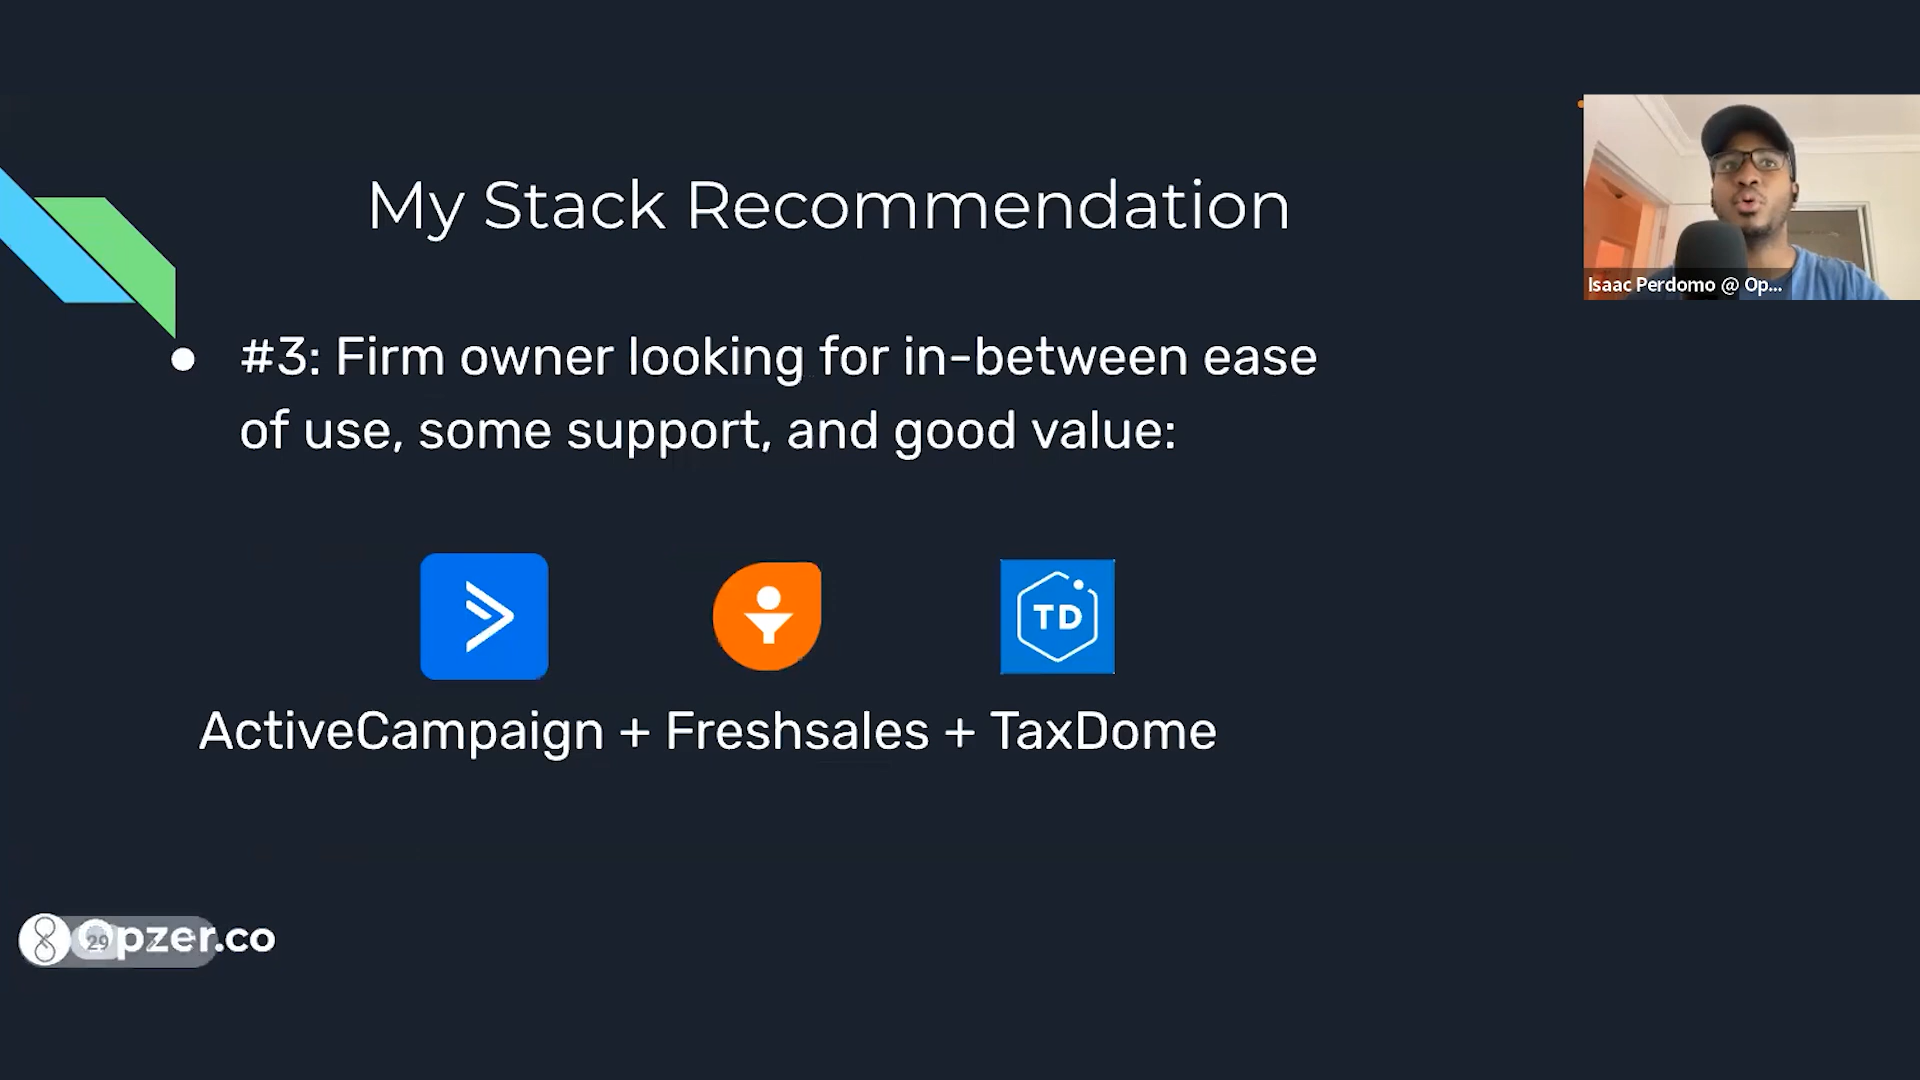 My Stack Recommendation
Isaac Perdomo @ Op...
#3: Firm owner looking for in-between ease
of use, some support, and good value:
TD
ActiveCampaign + Freshsales + TaxDome
29
Opzer.co